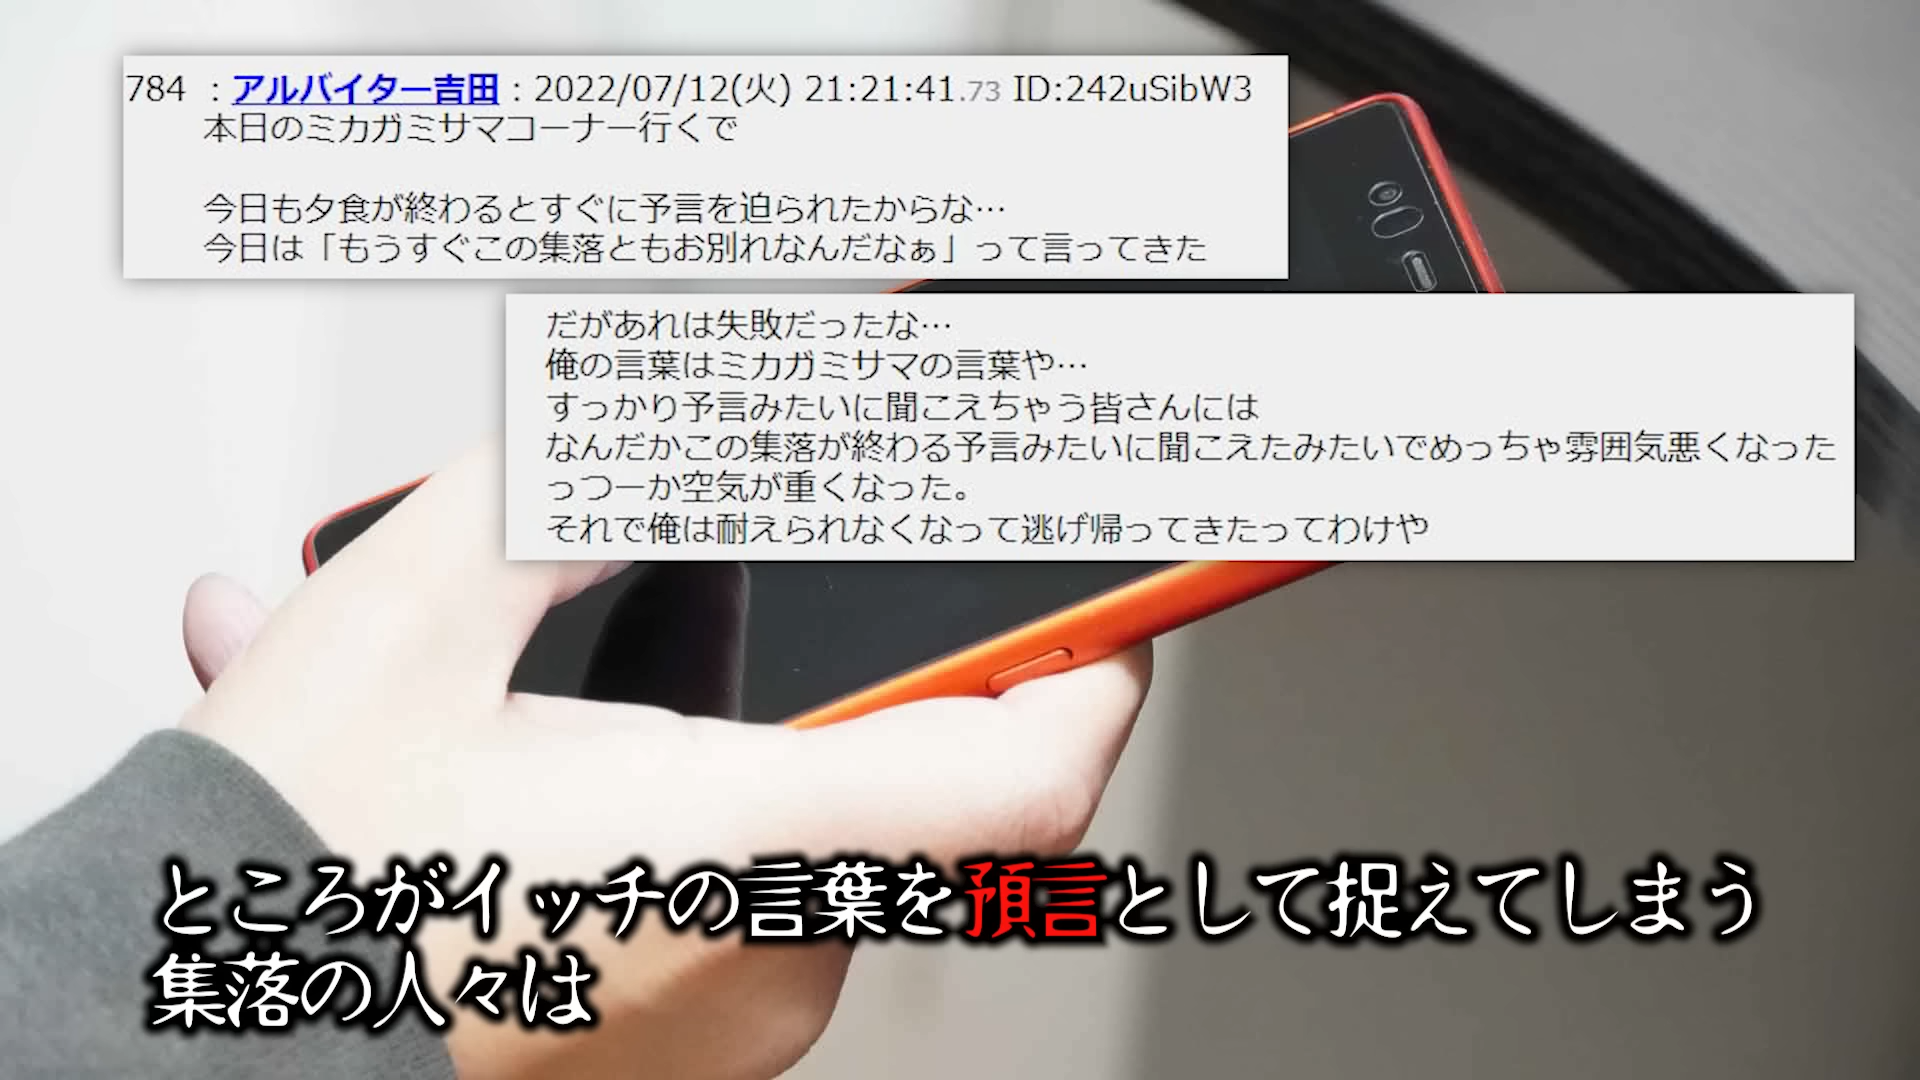 784 ：アルバイター吉田：2022/07/12(火) 21:21:41.73 ID:242uSibW3
本日のミカガミサマコーナー行くで
今日も夕食が終わるとすぐに予言を迫られたからな…
今日は「もうすぐこの集落ともお別れなんだなぁ」って言ってきた
だがあれは失敗だったな…
俺の言葉はミカガミサマの言葉や…
すっかり予言みたいに聞こえちゃう皆さんには
なんだかこの集落が終わる予言みたいに聞こえたみたいでめっちゃ雰囲気悪くなった
っつーか空気が重くなった。
それで俺は耐えられなくなって逃げ帰ってきたってわけや
ところがイッチの言葉を預言として捉えてしまう
集落の人々は